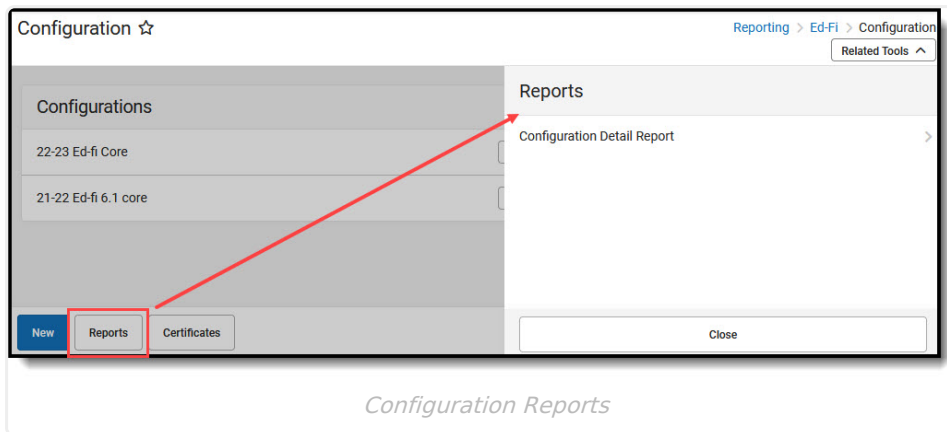 Configuration
Reporting > Ed-Fi > Configuration
Related Tools
Configurations
22-23 Ed-fi Core
21-22 Ed-fi 6.1 core
Reports
Configuration Detail Report
New
Reports
Certificates
Close
Configuration Reports